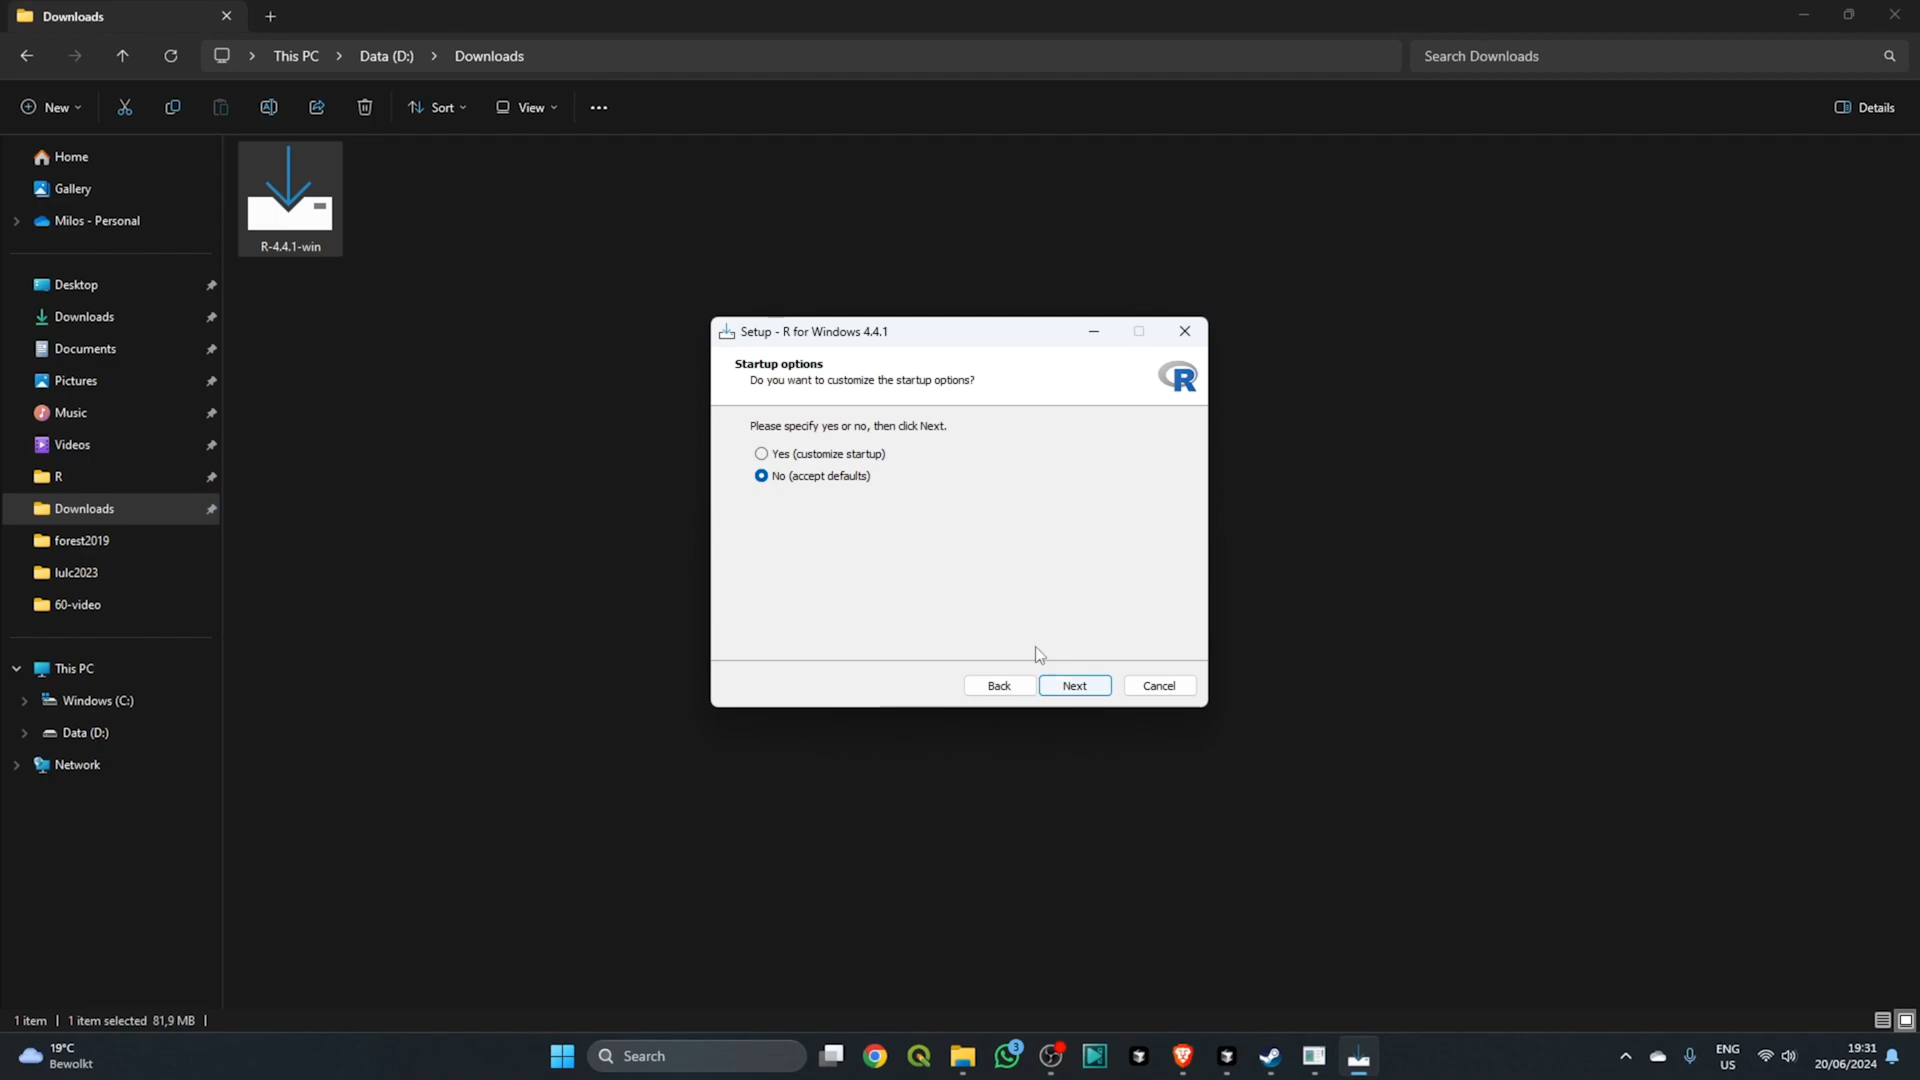 Downloads
This PC
Data (D:)
Downloads
Search Downloads
New
Sort
View
Details
Home
Gallery
Milos - Personal
Desktop
Downloads
Documents
Pictures
Music
Videos
R
Downloads
forest2019
lulc2023
60-video
This PC
Windows (C:)
Data (D:)
Network
R-4.4.1-win
Setup - R for Windows 4.4.1
Startup options
Do you want to customize the startup options?
R
Please specify yes or no, then click Next.
Yes (customize startup)
No (accept defaults)
Back
Next
Cancel
1 item
1 item selected 81,9 MB
19°C
Bewolkt
Search
3
ENG
US
19:31
20/06/2024